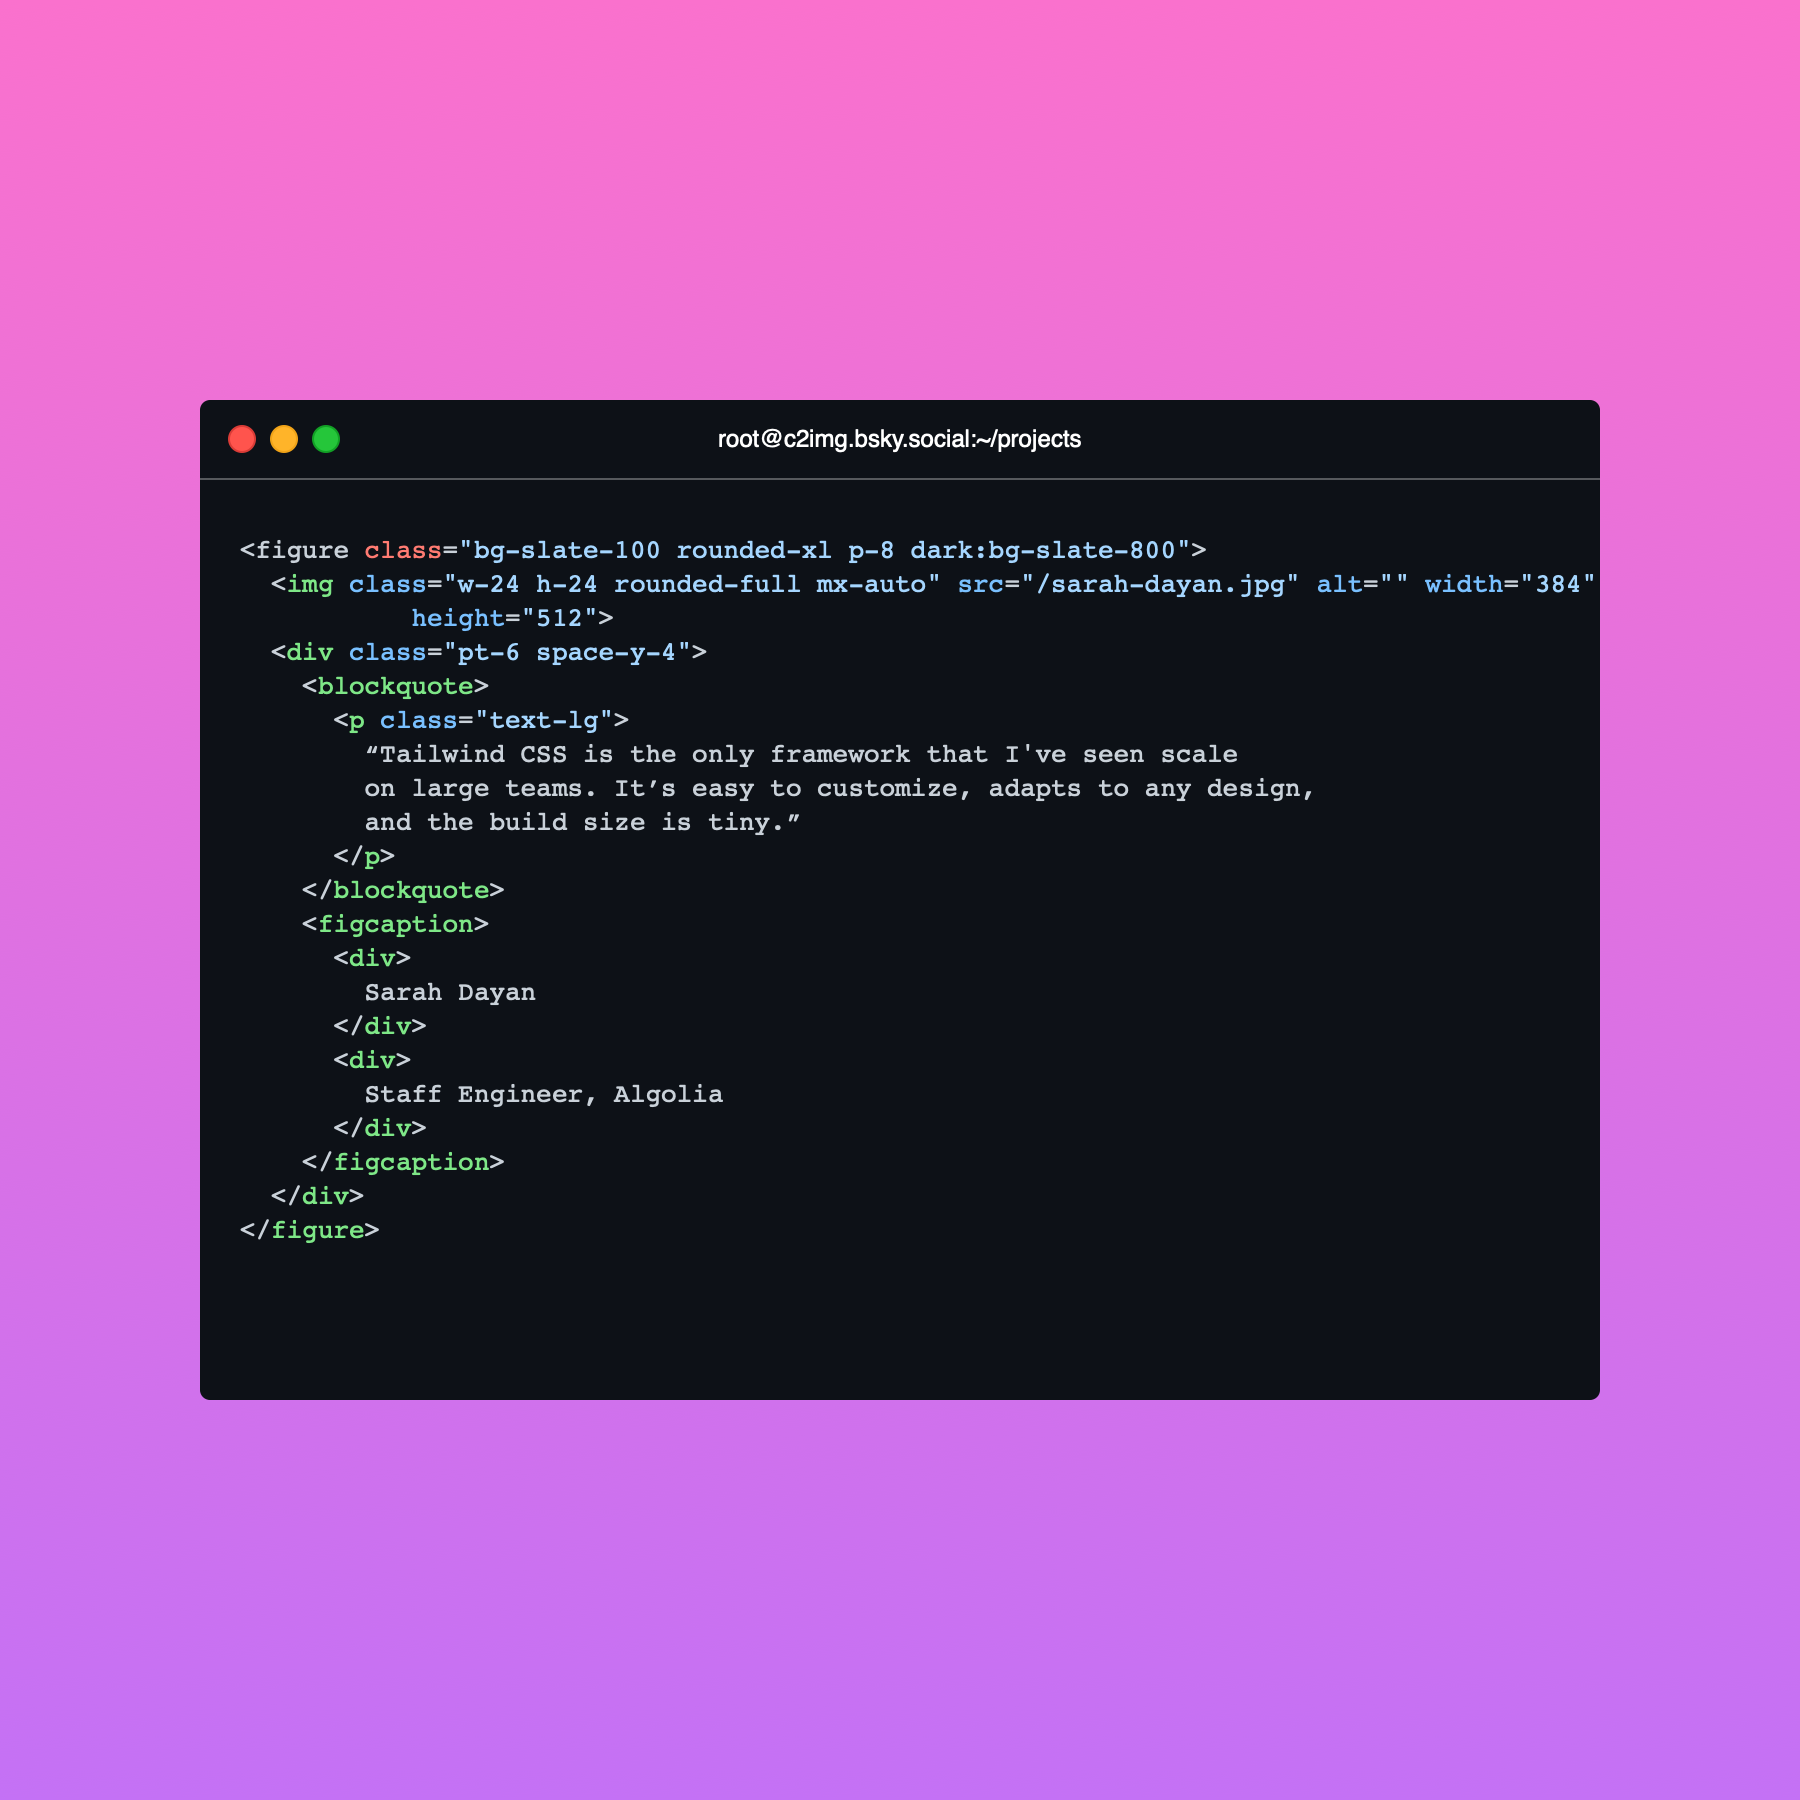 root@c2img.bsky.social:~/projects
<figure class="bg-slate-100 rounded-xl p-8 dark:bg-slate-800">
  <img class="w-24 h-24 rounded-full mx-auto" src="/sarah-dayan.jpg" alt="" width="384"
           height="512">
  <div class="pt-6 space-y-4">
    <blockquote>
      <p class="text-lg">
        “Tailwind CSS is the only framework that I've seen scale
        on large teams. It’s easy to customize, adapts to any design,
        and the build size is tiny.”
      </p>
    </blockquote>
    <figcaption>
      <div>
        Sarah Dayan
      </div>
      <div>
        Staff Engineer, Algolia
      </div>
    </figcaption>
  </div>
</figure>